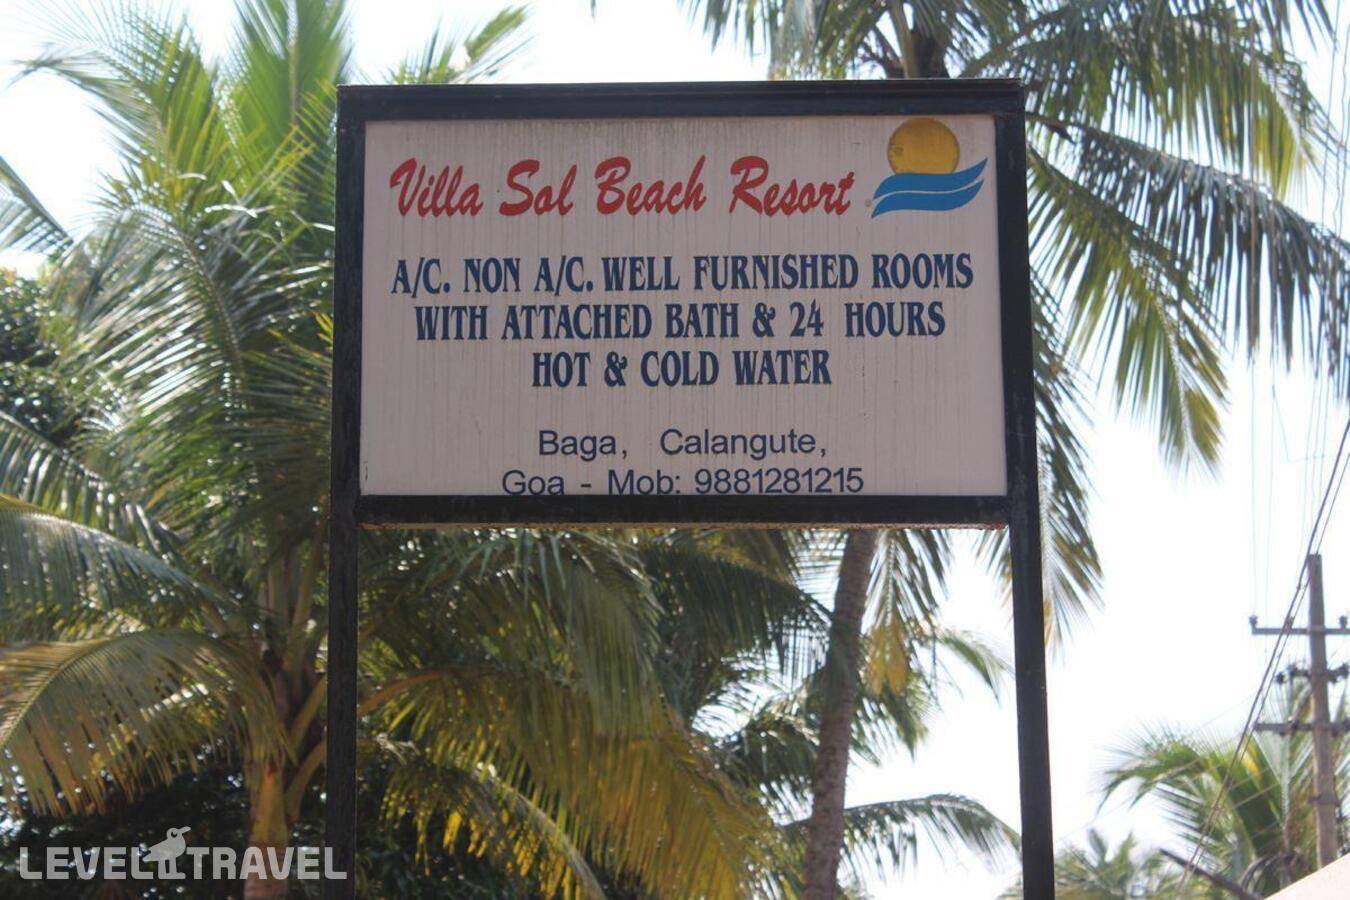 Villa Sol Beach Resort
A/C. NON A/C. WELL FURNISHED ROOMS
WITH ATTACHED BATH & 24 HOURS
HOT & COLD WATER
Baga, Calangute,
Goa - Mob: 9881281215
LEVEL TRAVEL